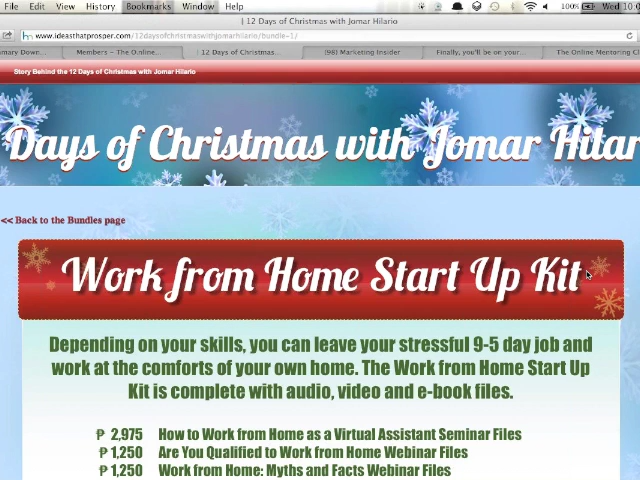 File Edit View History Bookmarks Window Help 100% Wed 10:0
| 12 Days of Christmas with Jomar Hilario
www.ideasthatprosper.com/12daysofchristmaswithjomarhilario/bundle-1/
mary Down... Members – The Online... | 12 Days of Christmas... (98) Marketing Insider Finally, you'll be on your... The Online Mentoring C
Story Behind the 12 Days of Christmas with Jomar Hilario
Days of Christmas with Jomar Hilar
<< Back to the Bundles page
Work from Home Start Up Kit
Depending on your skills, you can leave your stressful 9-5 day job and
work at the comforts of your own home. The Work from Home Start Up
Kit is complete with audio, video and e-book files.
₱ 2,975 How to Work from Home as a Virtual Assistant Seminar Files
₱ 1,250 Are You Qualified to Work from Home Webinar Files
₱ 1,250 Work from Home: Myths and Facts Webinar Files